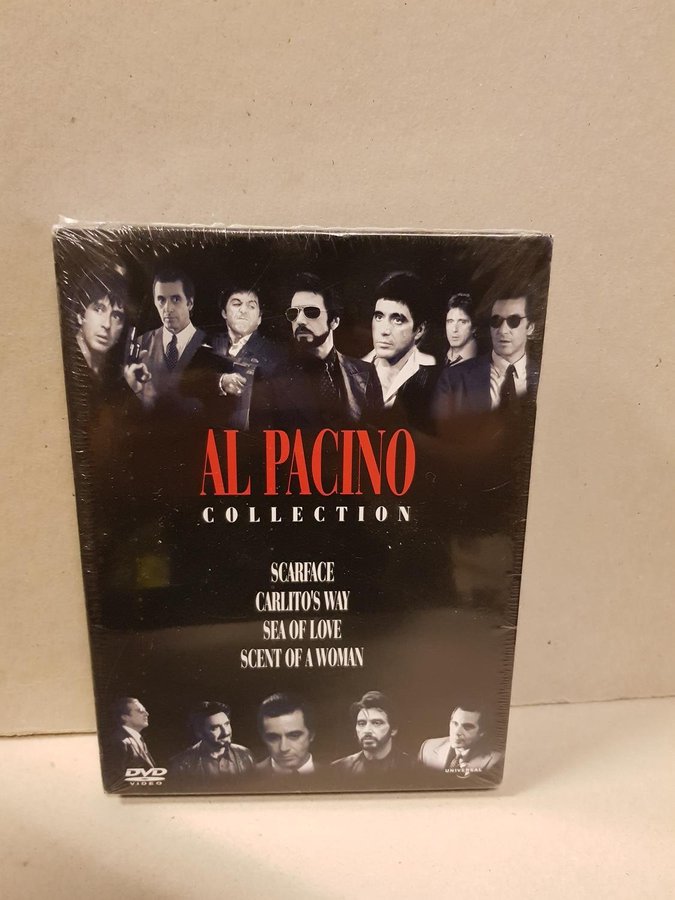 AL PACINO
COLLECTION
SCARFACE
CARLITO'S WAY
SEA OF LOVE
SCENT OF A WOMAN
DVD
VIDEO
UNIVERSAL